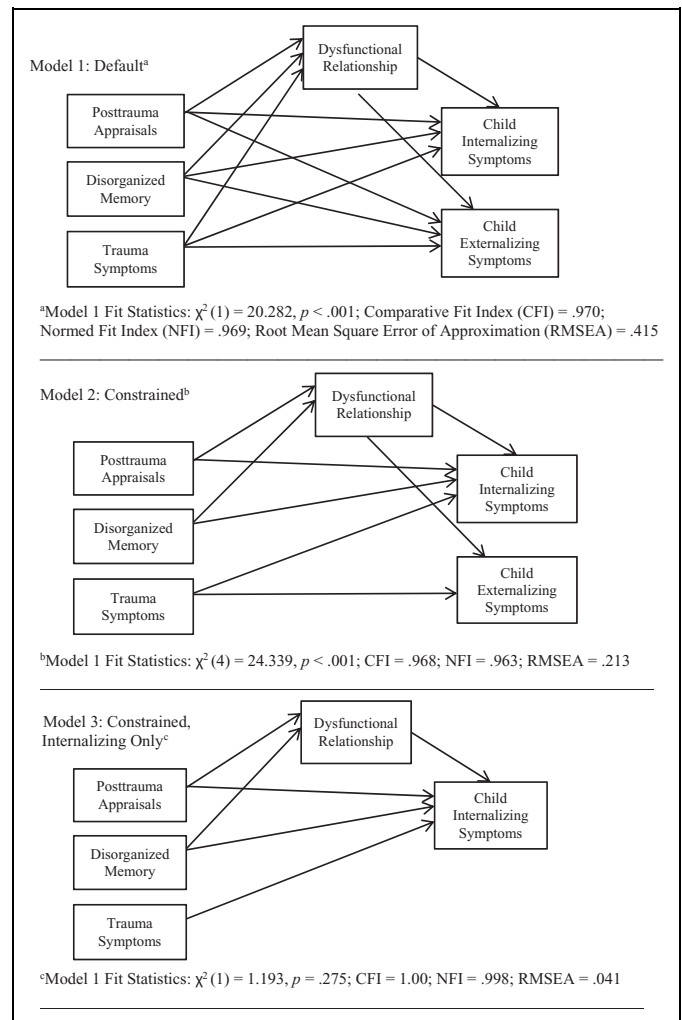 Model 1: Defaultᵃ
Dysfunctional
Relationship
Posttrauma
Appraisals
Disorganized
Memory
Trauma
Symptoms
Child
Internalizing
Symptoms
Child
Externalizing
Symptoms
ᵃModel 1 Fit Statistics: χ² (1) = 20.282, p < .001; Comparative Fit Index (CFI) = .970;
Normed Fit Index (NFI) = .969; Root Mean Square Error of Approximation (RMSEA) = .415
Model 2: Constrainedᵇ
Dysfunctional
Relationship
Posttrauma
Appraisals
Disorganized
Memory
Trauma
Symptoms
Child
Internalizing
Symptoms
Child
Externalizing
Symptoms
ᵇModel 1 Fit Statistics: χ² (4) = 24.339, p < .001; CFI = .968; NFI = .963; RMSEA = .213
Model 3: Constrained,
Internalizing Onlyᶜ
Dysfunctional
Relationship
Posttrauma
Appraisals
Disorganized
Memory
Trauma
Symptoms
Child
Internalizing
Symptoms
ᶜModel 1 Fit Statistics: χ² (1) = 1.193, p = .275; CFI = 1.00; NFI = .998; RMSEA = .041